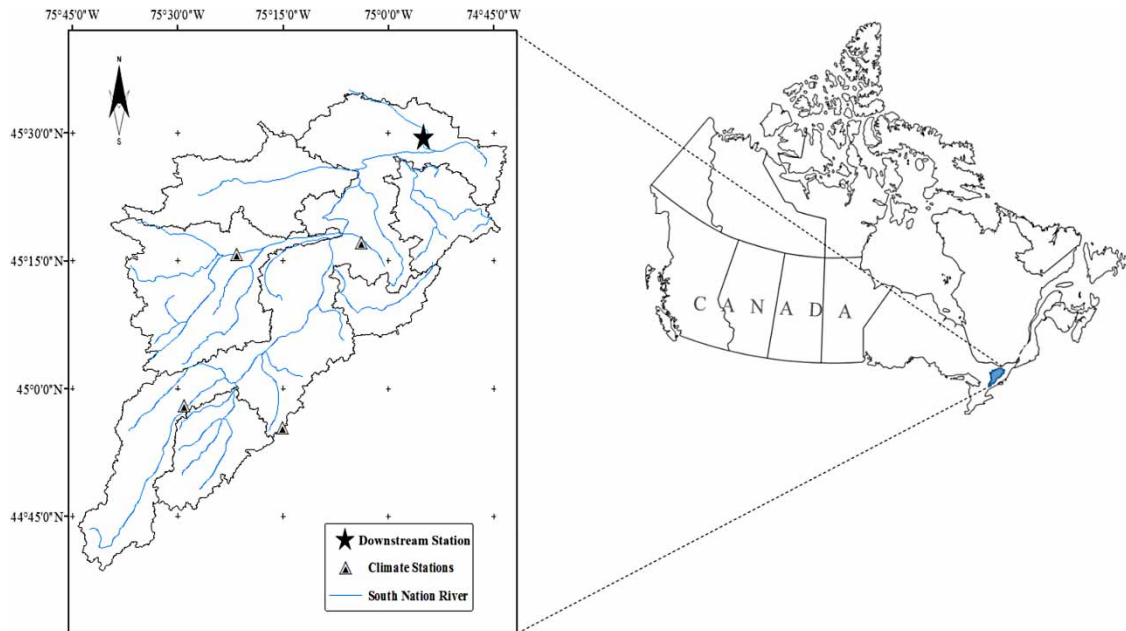 75°45'0"W 75°30'0"W 75°15'0"W 75°0'0"W 74°45'0"W
N
S
45°30'0"N
45°15'0"N
45°0'0"N
44°45'0"N
Downstream Station
Climate Stations
South Nation River
CANADA